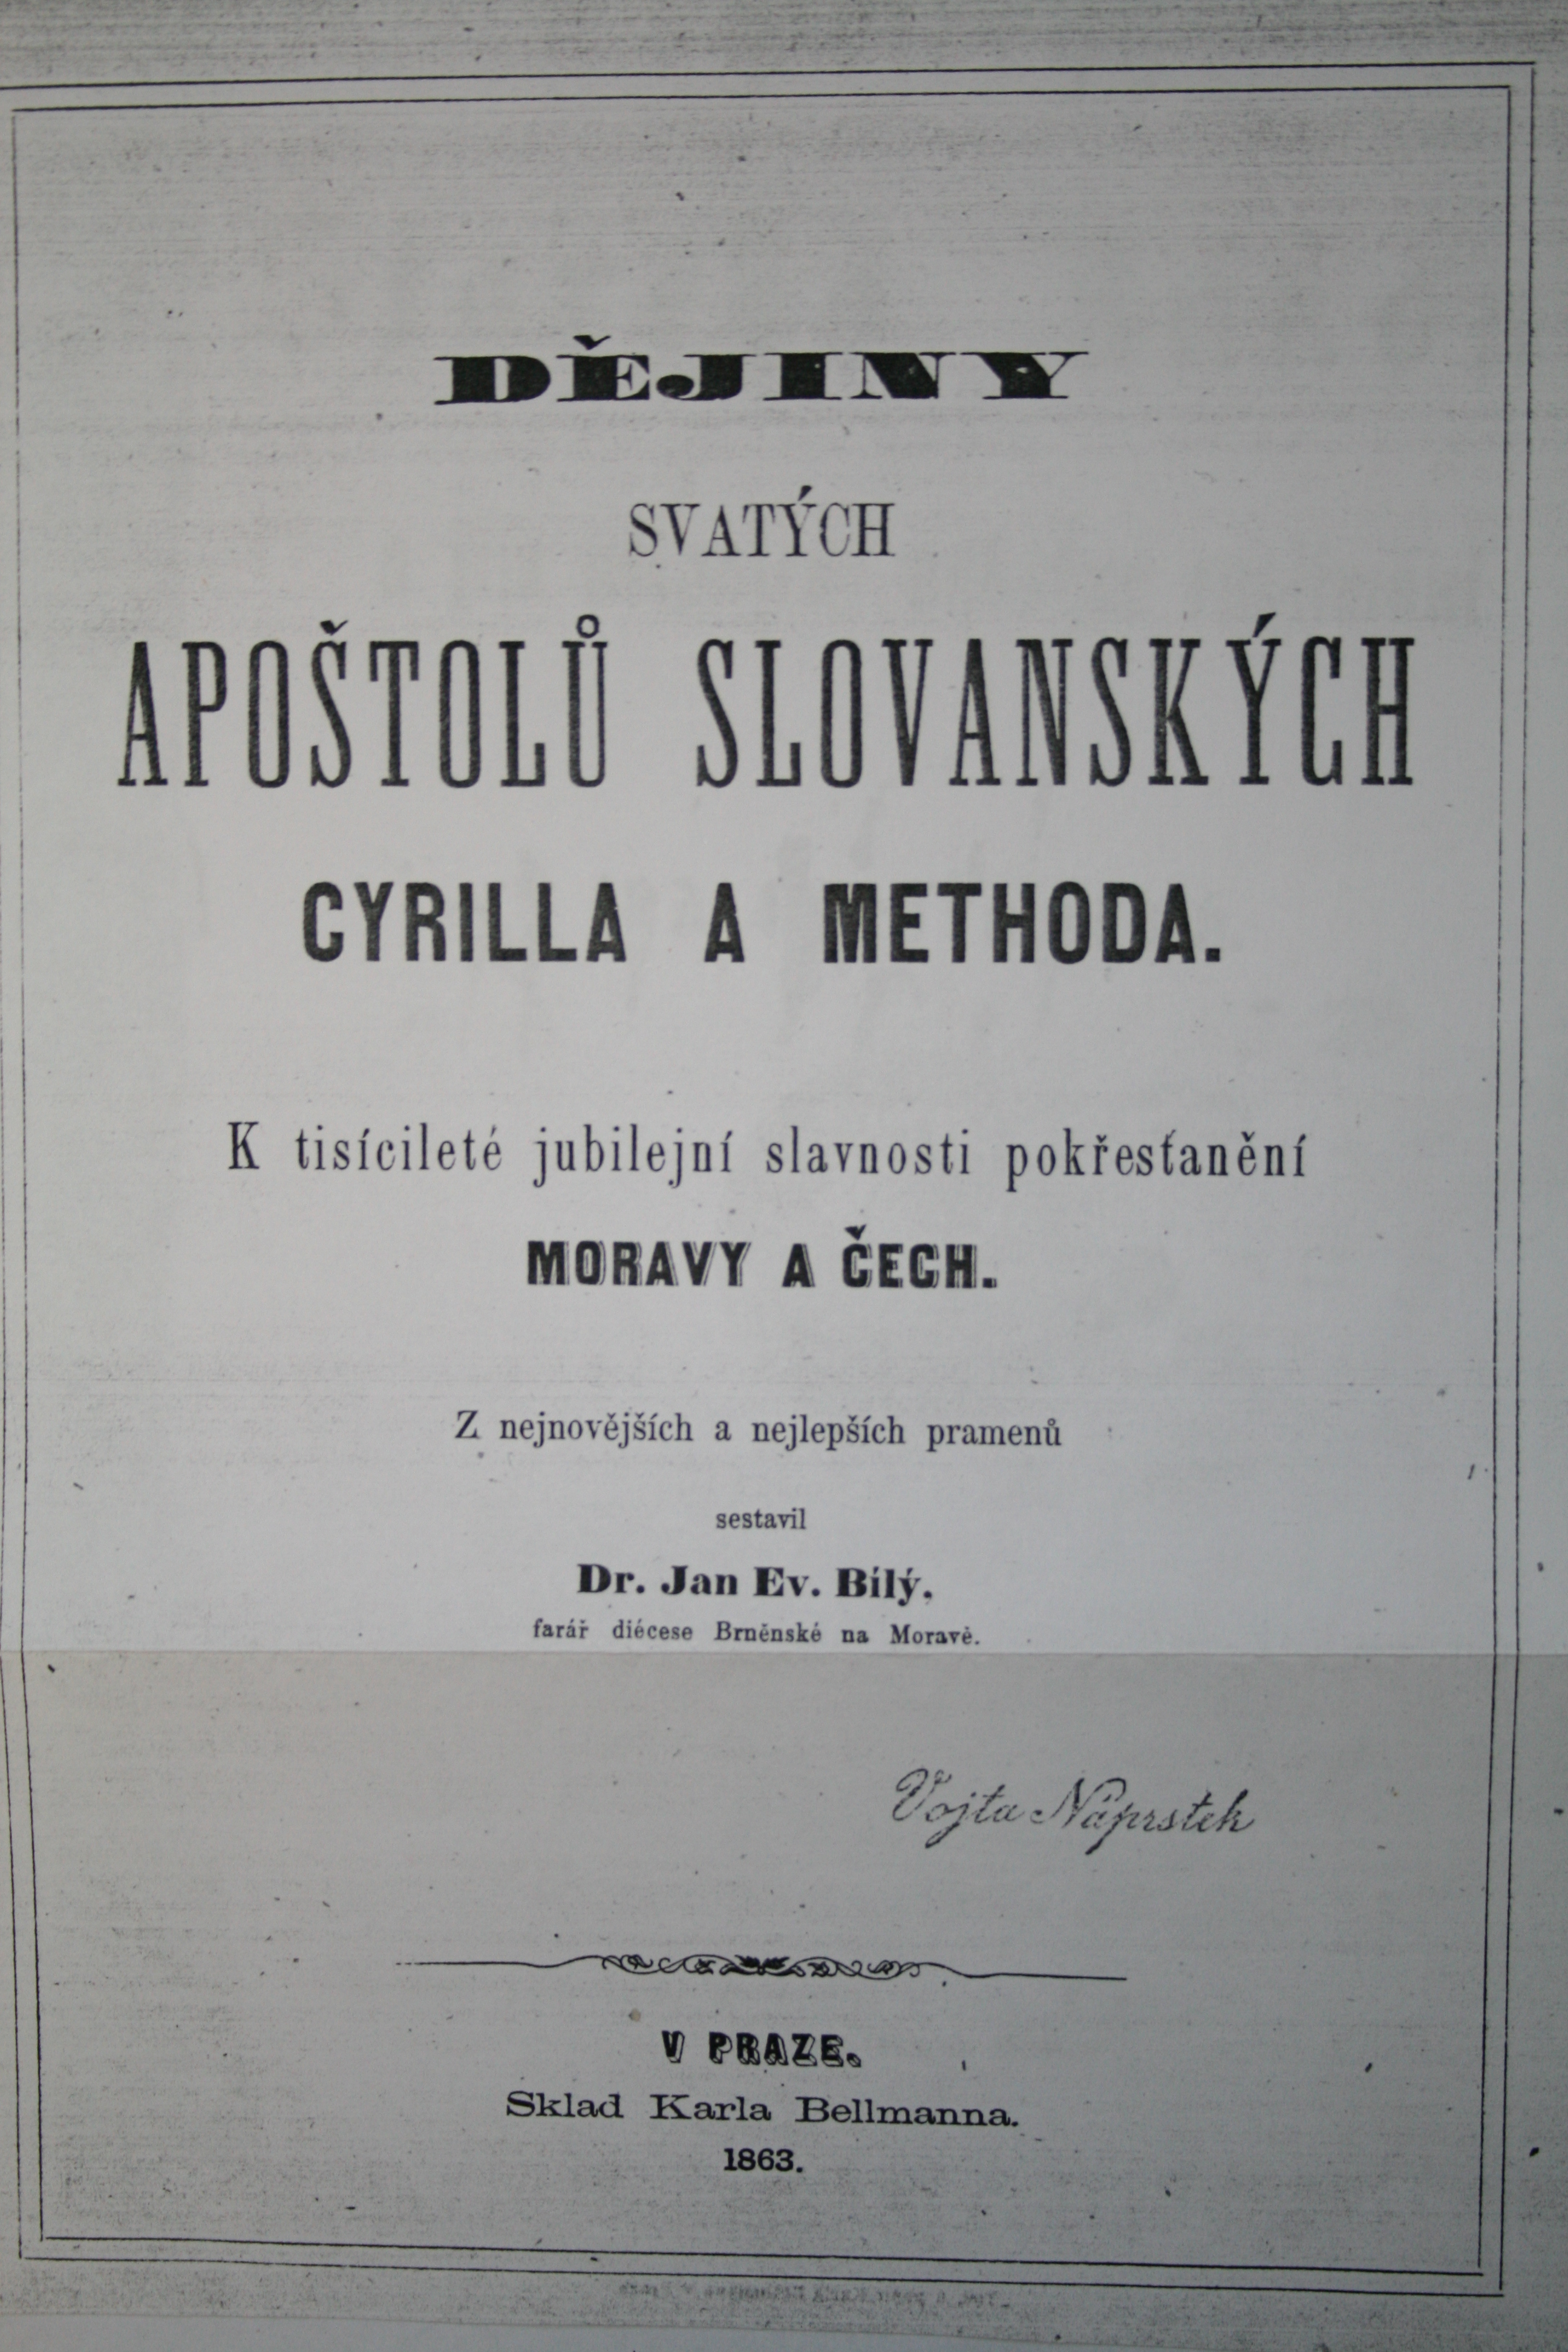 DĚJINY
SVATÝCH
APOŠTOLŮ SLOVANSKÝCH
CYRILLA A METHODA.
K tisícileté jubilejní slavnosti pokřesťanění
MORAVY A ČECH.
Z nejnovějších a nejlepších pramenů
sestavil
Dr. Jan Ev. Bílý.
farář diécese Brněnské na Moravě.
Vojta Náprstek
V PRAZE.
Sklad Karla Bellmanna.
1863.